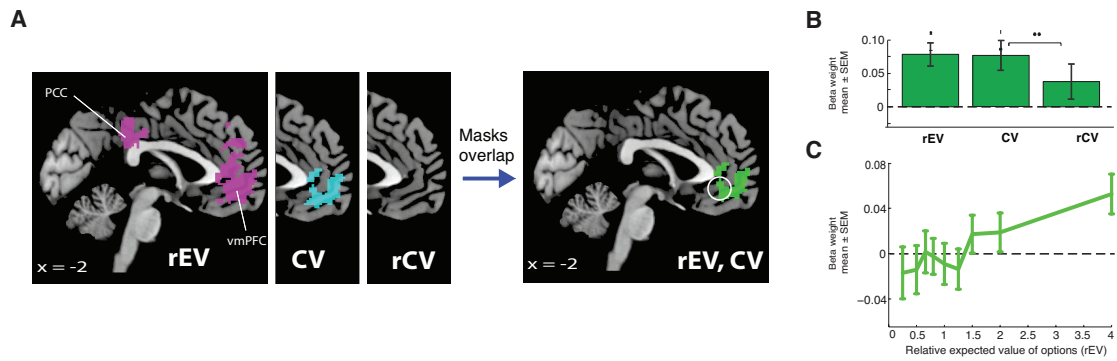 A
PCC
vmPFC
rEV
x = -2
CV
rCV
Masks
overlap
rEV, CV
x = -2
B
Beta weight
mean ± SEM
0.10
0.05
0
**
rEV
CV
rCV
C
Beta weight
mean ± SEM
0.08
0.04
0
−0.04
0 0.5 1 1.5 2 2.5 3 3.5 4
Relative expected value of options (rEV)